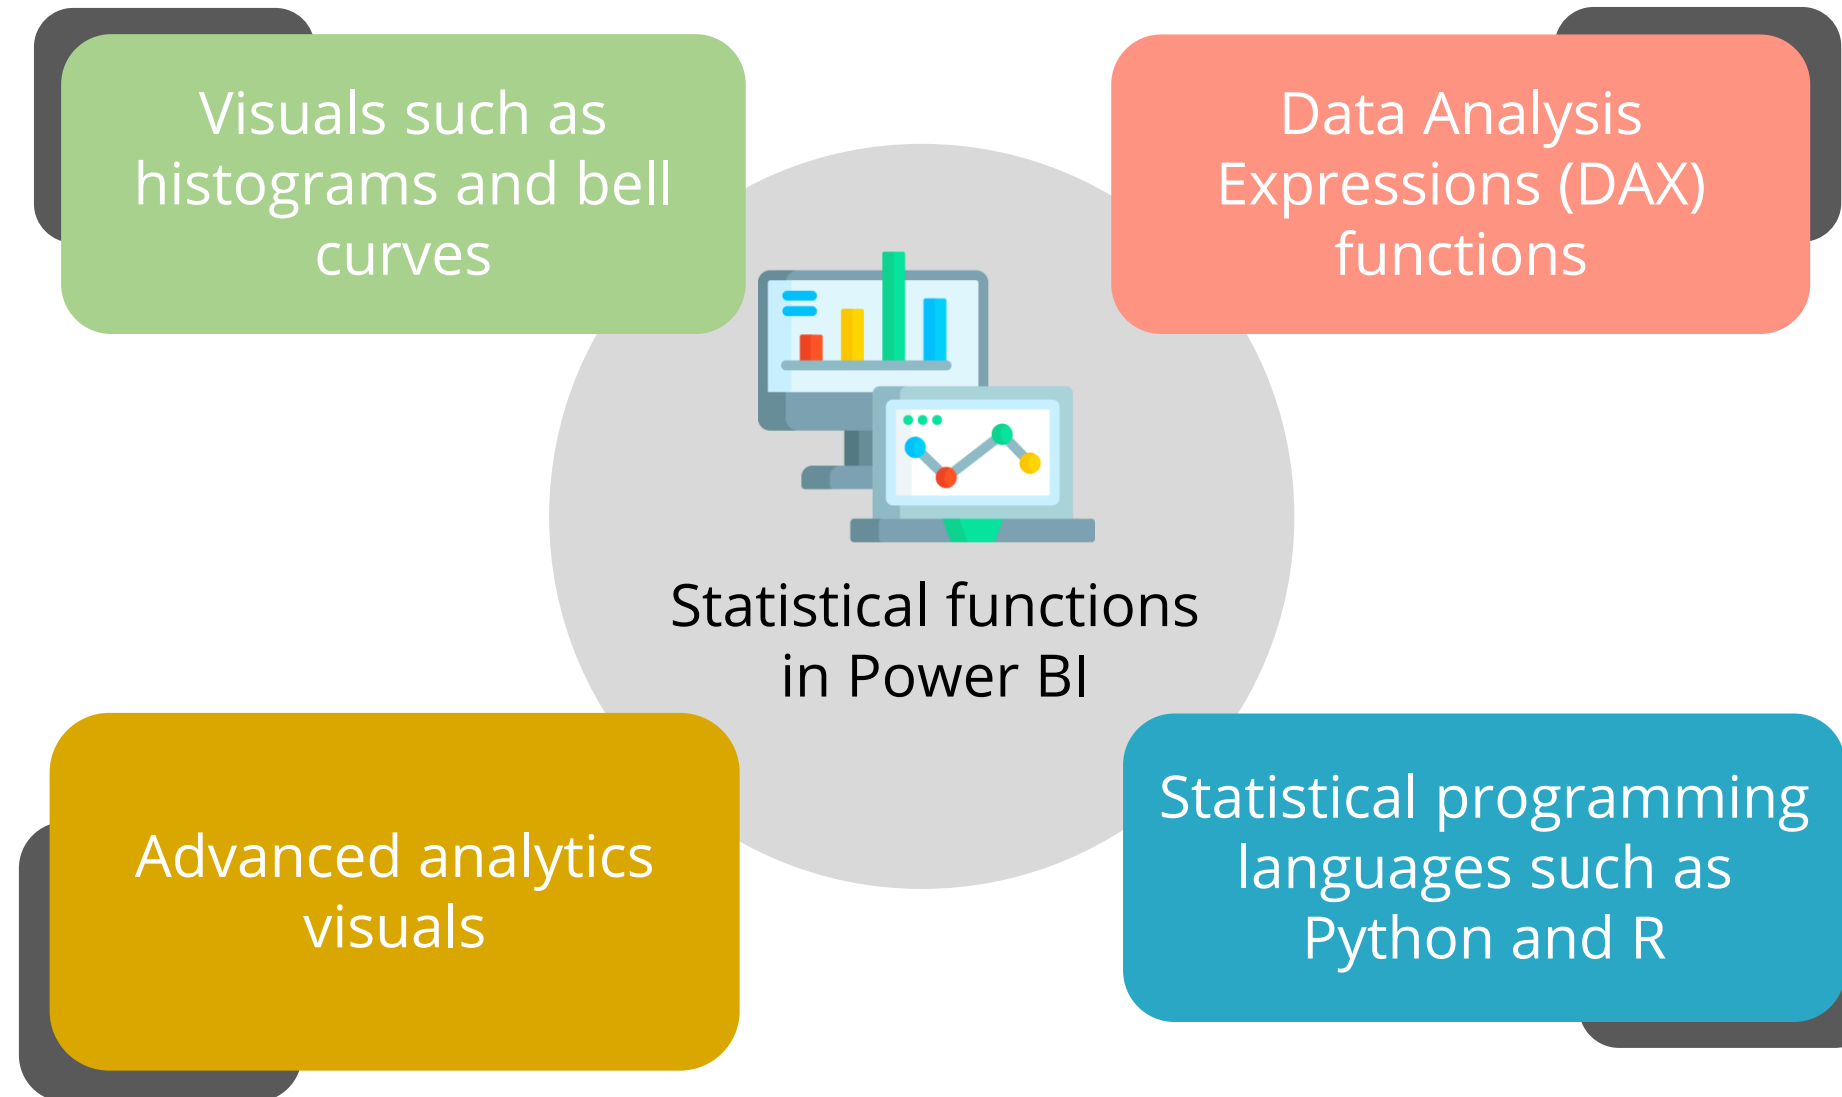 Visuals such as
histograms and bell
curves
Data Analysis
Expressions (DAX)
functions
Statistical functions
in Power BI
Advanced analytics
visuals
Statistical programming
languages such as
Python and R